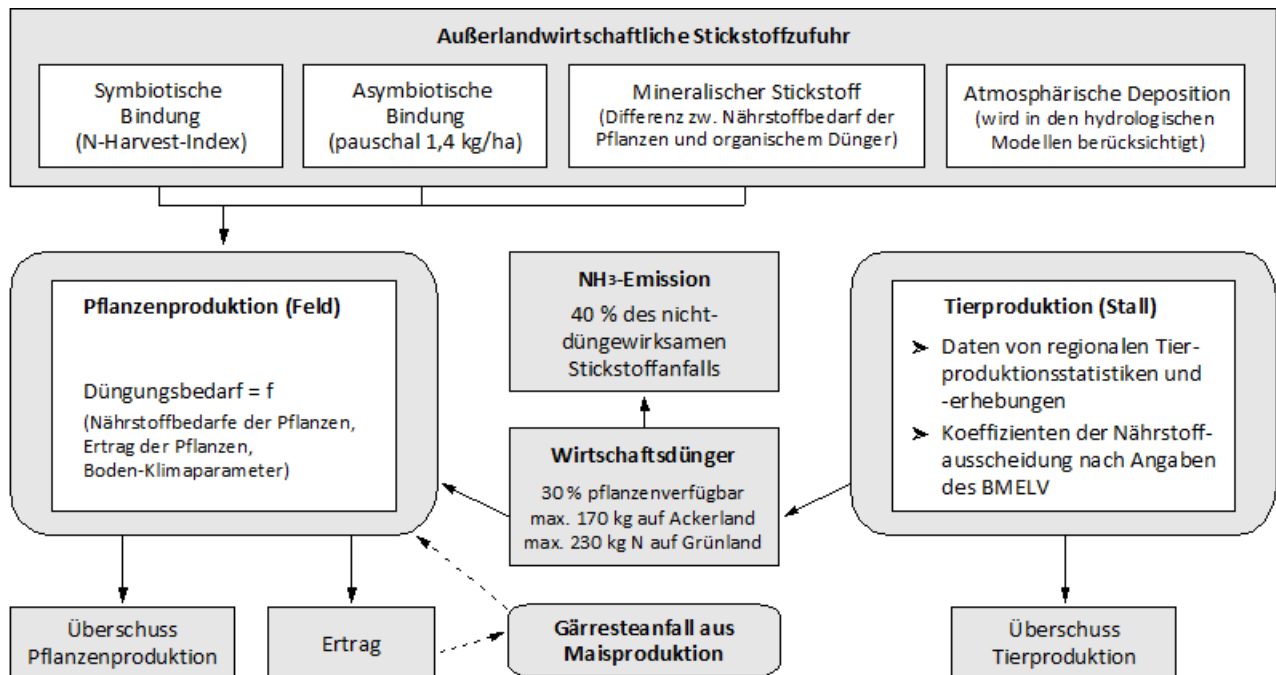 Außerlandwirtschaftliche Stickstoffzufuhr
Symbiotische
Bindung
(N-Harvest-Index)
Asymbiotische
Bindung
(pauschal 1,4 kg/ha)
Mineralischer Stickstoff
(Differenz zw. Nährstoffbedarf der
Pflanzen und organischem Dünger)
Atmosphärische Deposition
(wird in den hydrologischen
Modellen berücksichtigt)
Pflanzenproduktion (Feld)
Düngungsbedarf = f
(Nährstoffbedarfe der Pflanzen,
Ertrag der Pflanzen,
Boden-Klimaparameter)
NH3-Emission
40 % des nicht-
düngewirksamen
Stickstoffanfalls
Wirtschaftsdünger
30 % pflanzenverfügbar
max. 170 kg auf Ackerland
max. 230 kg N auf Grünland
Tierproduktion (Stall)
➤ Daten von regionalen Tier-
produktionsstatistiken und
-erhebungen
➤ Koeffizienten der Nährstoff-
ausscheidung nach Angaben
des BMELV
Überschuss
Pflanzenproduktion
Ertrag
Gärresteanfall aus
Maisproduktion
Überschuss
Tierproduktion